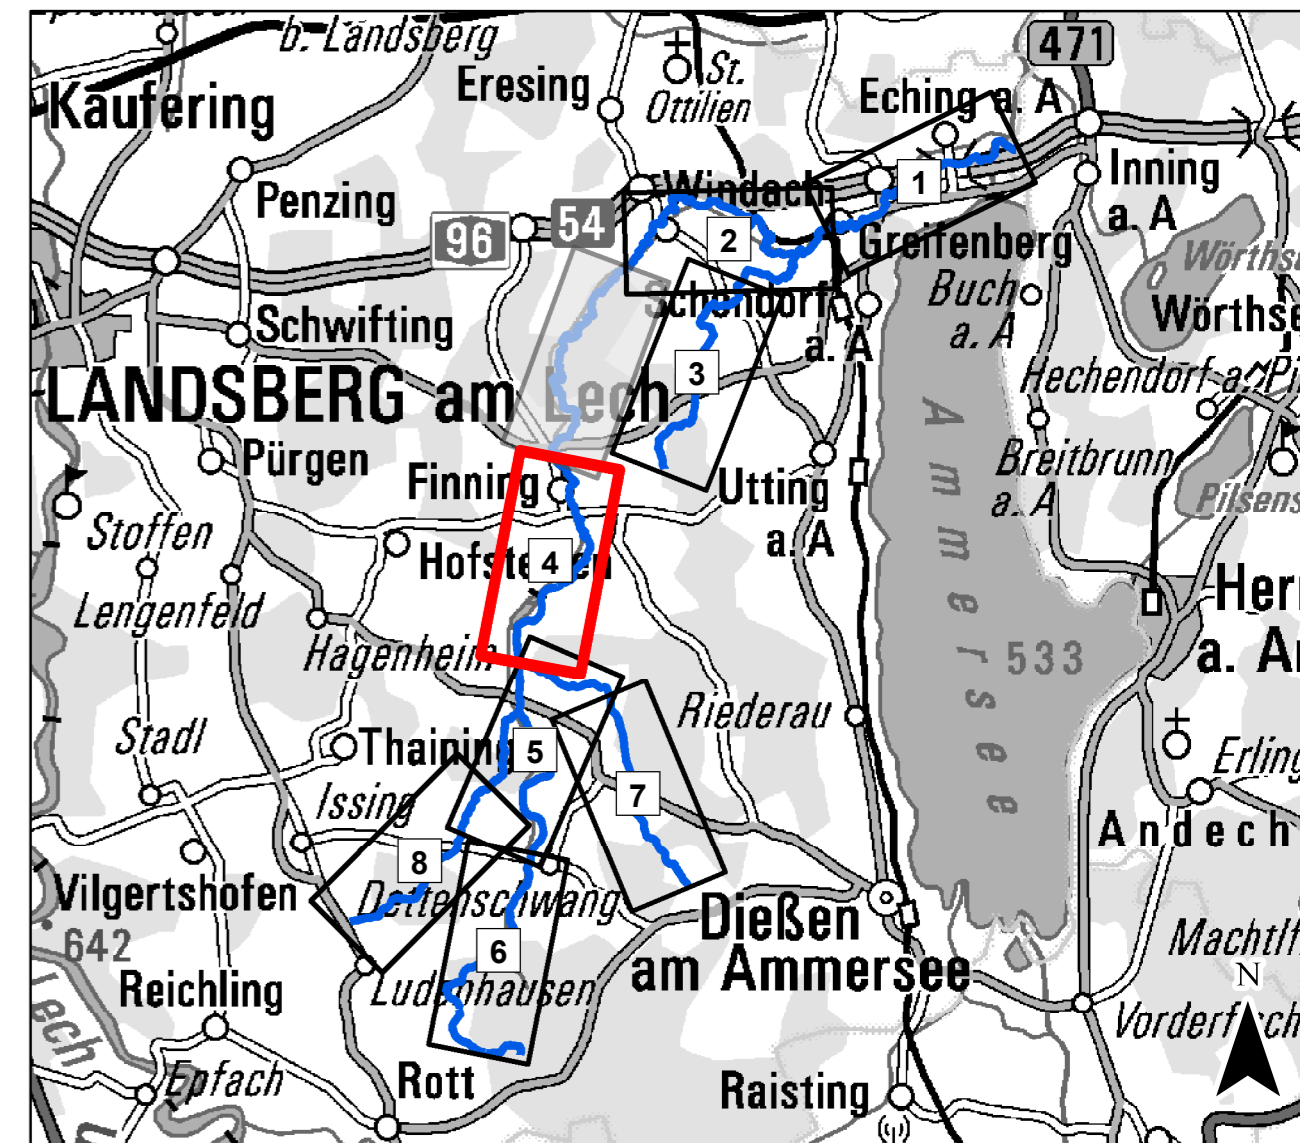 b. Landsberg
471
Eresing
St.
Ottilien
Kaufering
Eching a. A
Penzing
Windach
1
Inning
a. A
96
54
2
Greifenberg
Wörths
Buch
a. A
Schwifting
Schondorf
a. A
Wörthse
3
Hechendorf a. Pi
LANDSBERG am Lech
Ammersee
Pürgen
Finning
Utting
a. A
Breitbrunn
a. A
Pilsens
Stoffen
Hofstetten
4
Lengenfeld
Herr
a. A
Hagenheim
533
Stadl
Riederau
Thaining
5
Erling
Issing
7
Andech
8
Vilgertshofen
Dettenschwang
Dießen
am Ammersee
642
6
Machtlf
Reichling
Ludenhausen
N
Lech
Vorderf
ch
Epfach
Rott
Raisting